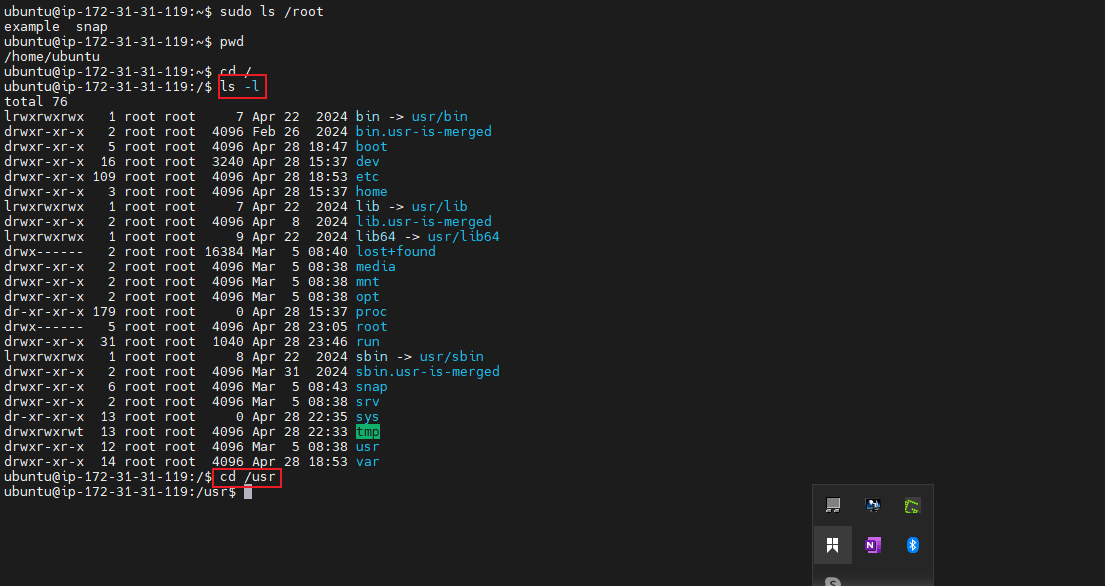 ubuntu@ip-172-31-31-119:~$ sudo ls /root
example  snap
ubuntu@ip-172-31-31-119:~$ pwd
/home/ubuntu
ubuntu@ip-172-31-31-119:~$ cd /
ubuntu@ip-172-31-31-119:/$ ls -l
total 76
lrwxrwxrwx   1 root root     7 Apr 22  2024 bin -> usr/bin
drwxr-xr-x   2 root root  4096 Feb 26  2024 bin.usr-is-merged
drwxr-xr-x   5 root root  4096 Apr 28 18:47 boot
drwxr-xr-x  16 root root  3240 Apr 28 15:37 dev
drwxr-xr-x 109 root root  4096 Apr 28 18:53 etc
drwxr-xr-x   3 root root  4096 Apr 28 15:37 home
lrwxrwxrwx   1 root root     7 Apr 22  2024 lib -> usr/lib
drwxr-xr-x   2 root root  4096 Apr  8  2024 lib.usr-is-merged
lrwxrwxrwx   1 root root     9 Apr 22  2024 lib64 -> usr/lib64
drwx------   2 root root 16384 Mar  5 08:40 lost+found
drwxr-xr-x   2 root root  4096 Mar  5 08:38 media
drwxr-xr-x   2 root root  4096 Mar  5 08:38 mnt
drwxr-xr-x   2 root root  4096 Mar  5 08:38 opt
dr-xr-xr-x 179 root root     0 Apr 28 15:37 proc
drwx------   5 root root  4096 Apr 28 23:05 root
drwxr-xr-x  31 root root  1040 Apr 28 23:46 run
lrwxrwxrwx   1 root root     8 Apr 22  2024 sbin -> usr/sbin
drwxr-xr-x   2 root root  4096 Mar 31  2024 sbin.usr-is-merged
drwxr-xr-x   6 root root  4096 Mar  5 08:43 snap
drwxr-xr-x   2 root root  4096 Mar  5 08:38 srv
dr-xr-xr-x  13 root root     0 Apr 28 22:35 sys
drwxrwxrwt  13 root root  4096 Apr 28 22:33 tmp
drwxr-xr-x  12 root root  4096 Mar  5 08:38 usr
drwxr-xr-x  14 root root  4096 Apr 28 18:53 var
ubuntu@ip-172-31-31-119:/$ cd /usr
ubuntu@ip-172-31-31-119:/usr$
N
S